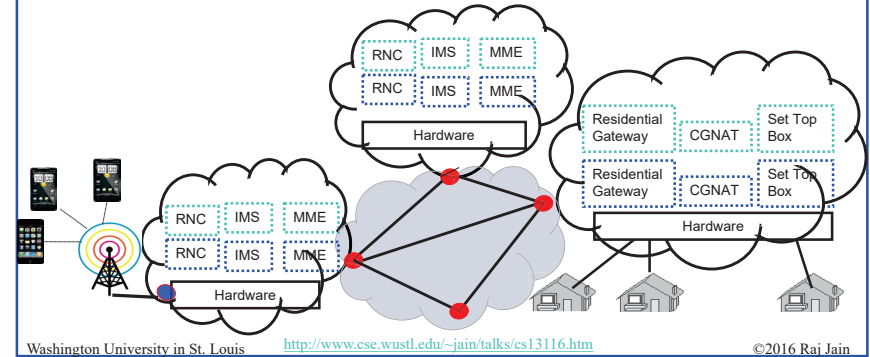 RNC IMS MME
RNC IMS MME
Hardware
Residential Gateway CGNAT Set Top Box
Residential Gateway CGNAT Set Top Box
Hardware
RNC IMS MME
RNC IMS MME
Hardware
Washington University in St. Louis http://www.cse.wustl.edu/~jain/talks/cs13116.htm ©2016 Raj Jain